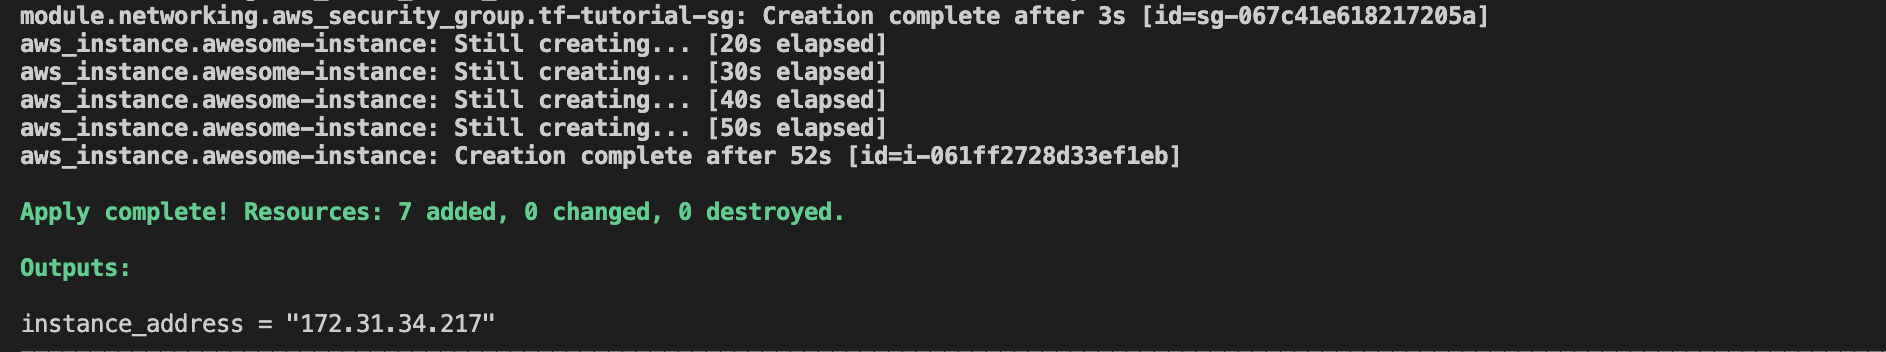 module.networking.aws_security_group.tf-tutorial-sg: Creation complete after 3s [id=sg-067c41e618217205a]
aws_instance.awesome-instance: Still creating... [20s elapsed]
aws_instance.awesome-instance: Still creating... [30s elapsed]
aws_instance.awesome-instance: Still creating... [40s elapsed]
aws_instance.awesome-instance: Still creating... [50s elapsed]
aws_instance.awesome-instance: Creation complete after 52s [id=i-061ff2728d33ef1eb]
Apply complete! Resources: 7 added, 0 changed, 0 destroyed.
Outputs:
instance_address = "172.31.34.217"